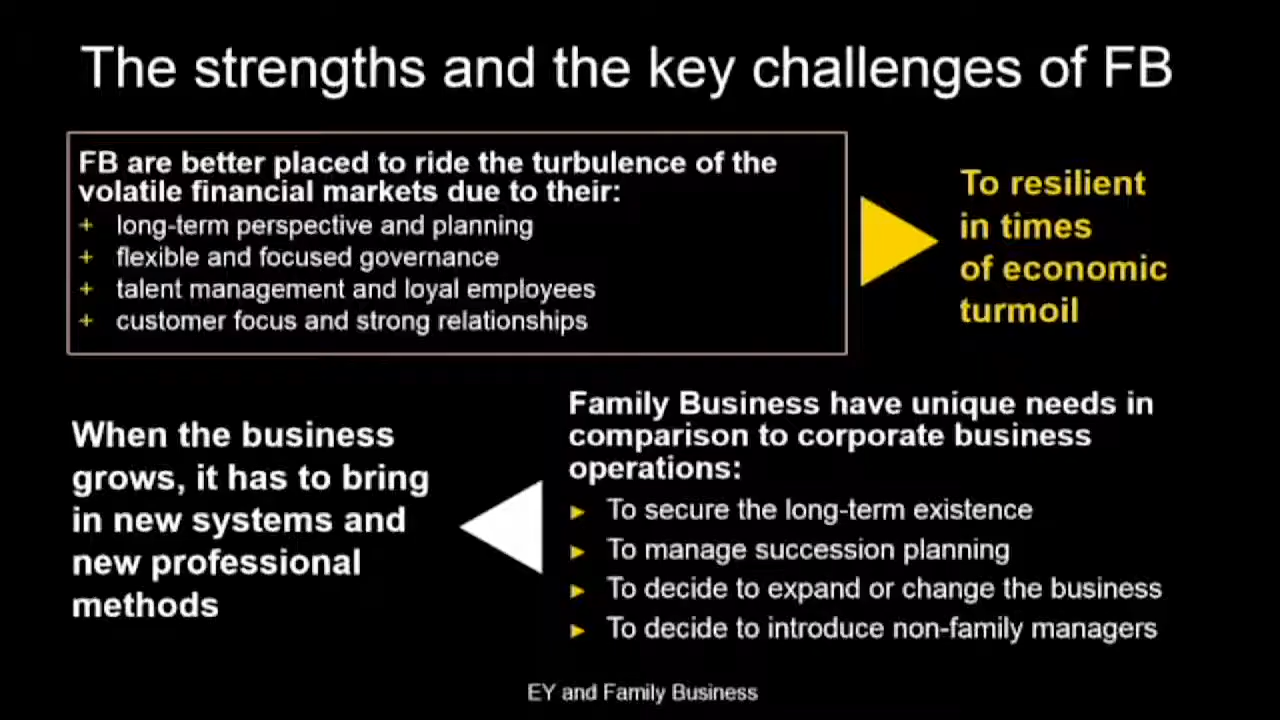 The strengths and the key challenges of FB
FB are better placed to ride the turbulence of the
volatile financial markets due to their:
+ long-term perspective and planning
+ flexible and focused governance
+ talent management and loyal employees
+ customer focus and strong relationships
To resilient
in times
of economic
turmoil
When the business
grows, it has to bring
in new systems and
new professional
methods
Family Business have unique needs in
comparison to corporate business
operations:
► To secure the long-term existence
► To manage succession planning
► To decide to expand or change the business
► To decide to introduce non-family managers
EY and Family Business